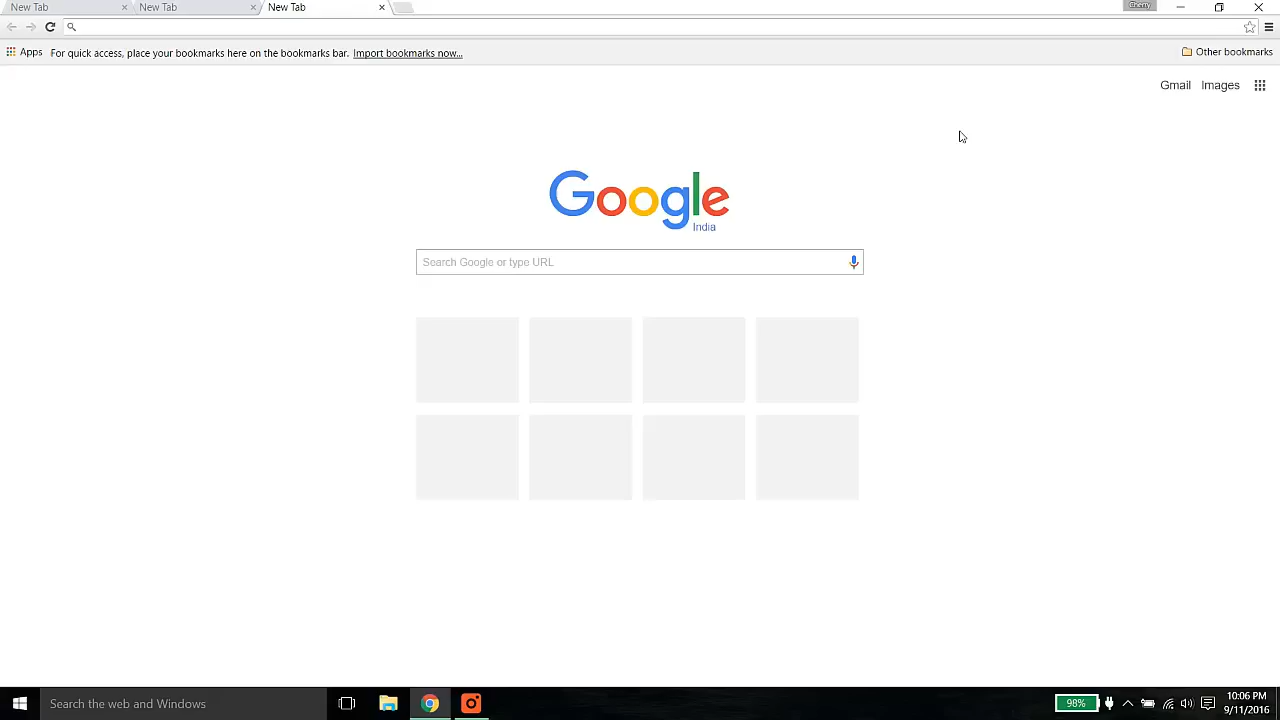 New Tab
New Tab
New Tab
Cherry
Apps
For quick access, place your bookmarks here on the bookmarks bar. Import bookmarks now...
Other bookmarks
Gmail
Images
Google
India
Search Google or type URL
Search the web and Windows
98%
10:06 PM
9/11/2016